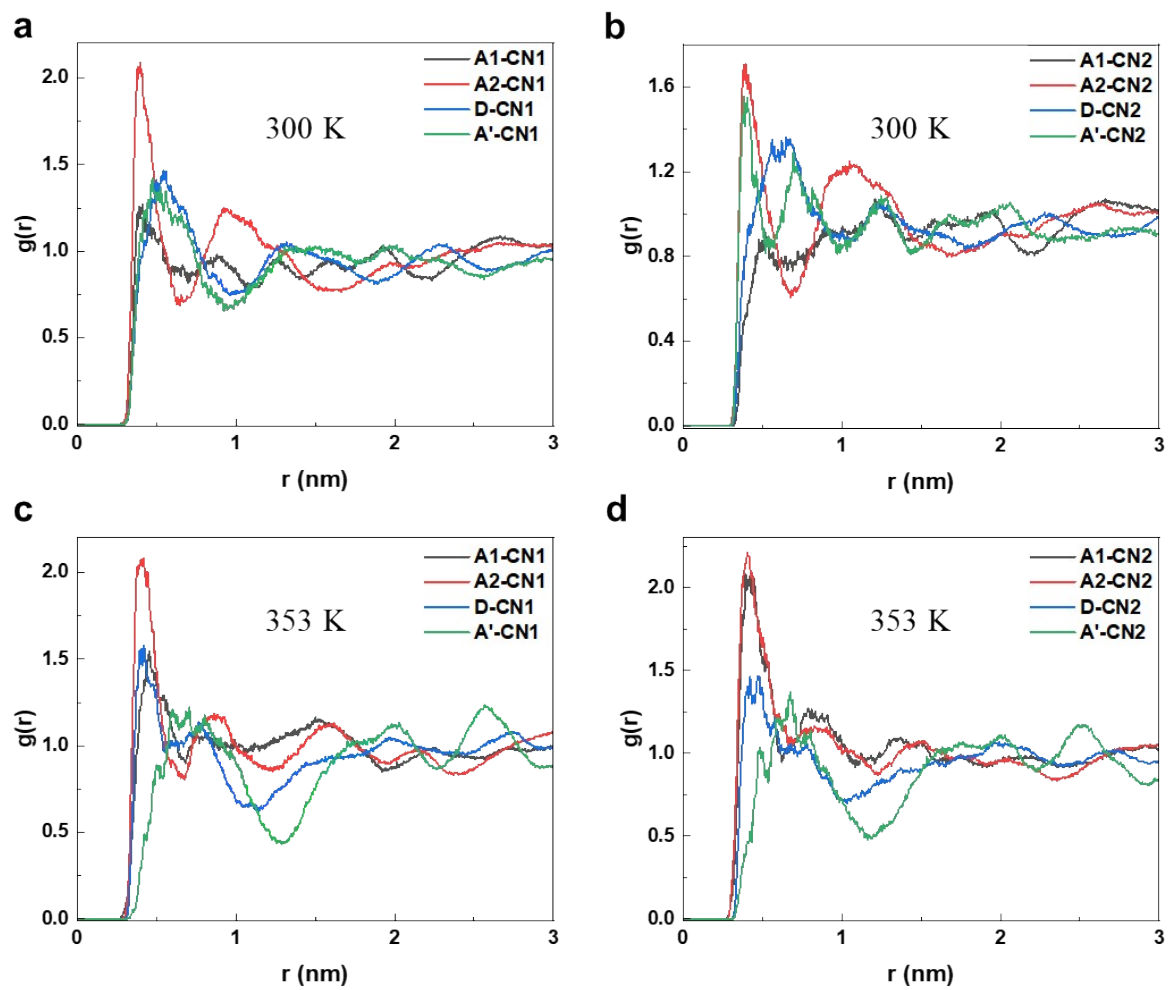 a
2.0
1.5
1.0
0.5
0.0
g(r)
0
1
2
3
r (nm)
300 K
A1-CN1
A2-CN1
D-CN1
A'-CN1
b
1.6
1.2
0.8
0.4
0.0
g(r)
0
1
2
3
r (nm)
300 K
A1-CN2
A2-CN2
D-CN2
A'-CN2
c
2.0
1.5
1.0
0.5
0.0
g(r)
0
1
2
3
r (nm)
353 K
A1-CN1
A2-CN1
D-CN1
A'-CN1
d
2.0
1.5
1.0
0.5
0.0
g(r)
0
1
2
3
r (nm)
353 K
A1-CN2
A2-CN2
D-CN2
A'-CN2